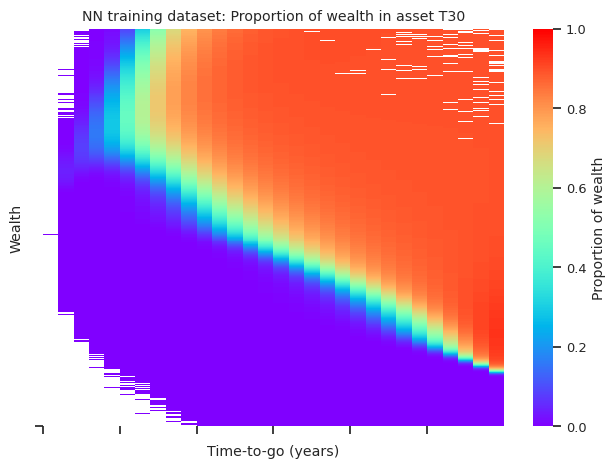 NN training dataset: Proportion of wealth in asset T30
Wealth
Time-to-go (years)
1.0
0.8
0.6
0.4
0.2
0.0
Proportion of wealth